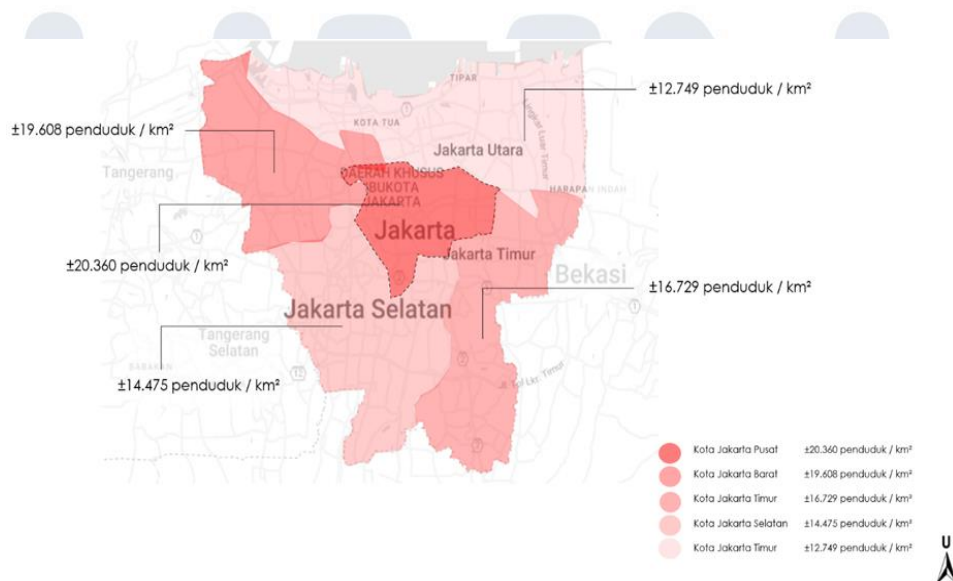 TIPAR
±12.749 penduduk / km²
KOTA TUA
Lingkar Luar Timur
±19.608 penduduk / km²
Jakarta Utara
Tangerang
DAERAH KHUSUS
IBUKOTA
JAKARTA
HARAPAN INDAH
Jakarta
±20.360 penduduk / km²
Jakarta Timur
Bekasi
±16.729 penduduk / km²
Jakarta Selatan
Tangerang
Selatan
±14.475 penduduk / km²
Kota Jakarta Pusat ±20.360 penduduk / km²
Kota Jakarta Barat ±19.608 penduduk / km²
Kota Jakarta Timur ±16.729 penduduk / km²
Kota Jakarta Selatan ±14.475 penduduk / km²
Kota Jakarta Timur ±12.749 penduduk / km²
U